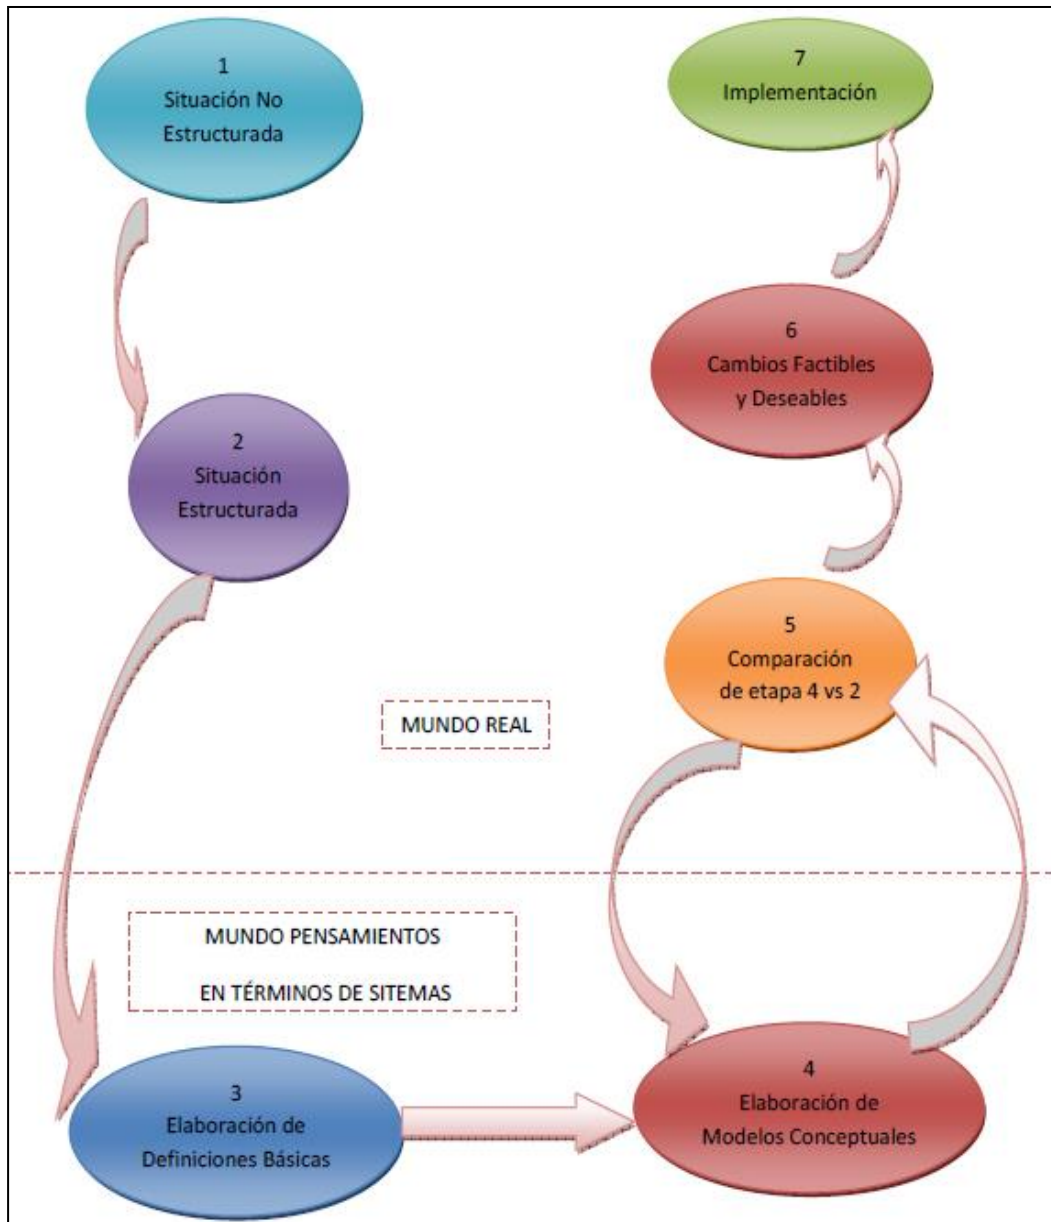 1
Situación No
Estructurada
2
Situación
Estructurada
3
Elaboración de
Definiciones Básicas
4
Elaboración de
Modelos Conceptuales
5
Comparación
de etapa 4 vs 2
6
Cambios Factibles
y Deseables
7
Implementación
MUNDO REAL
MUNDO PENSAMIENTOS
EN TÉRMINOS DE SITEMAS